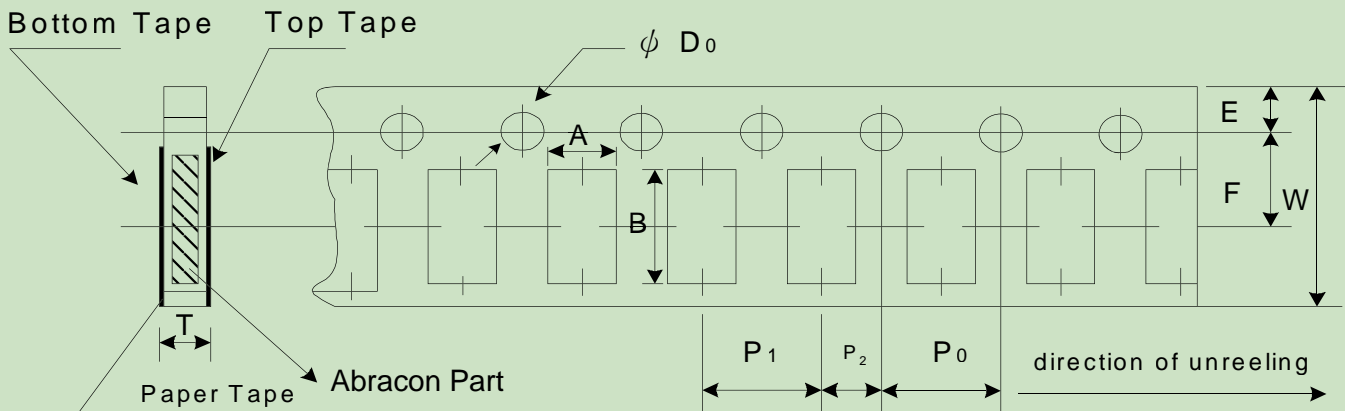 Bottom Tape
Top Tape
ψ D0
E
A
F
W
B
T
P1
P2
P0
direction of unreeling
Abracon Part
Paper Tape